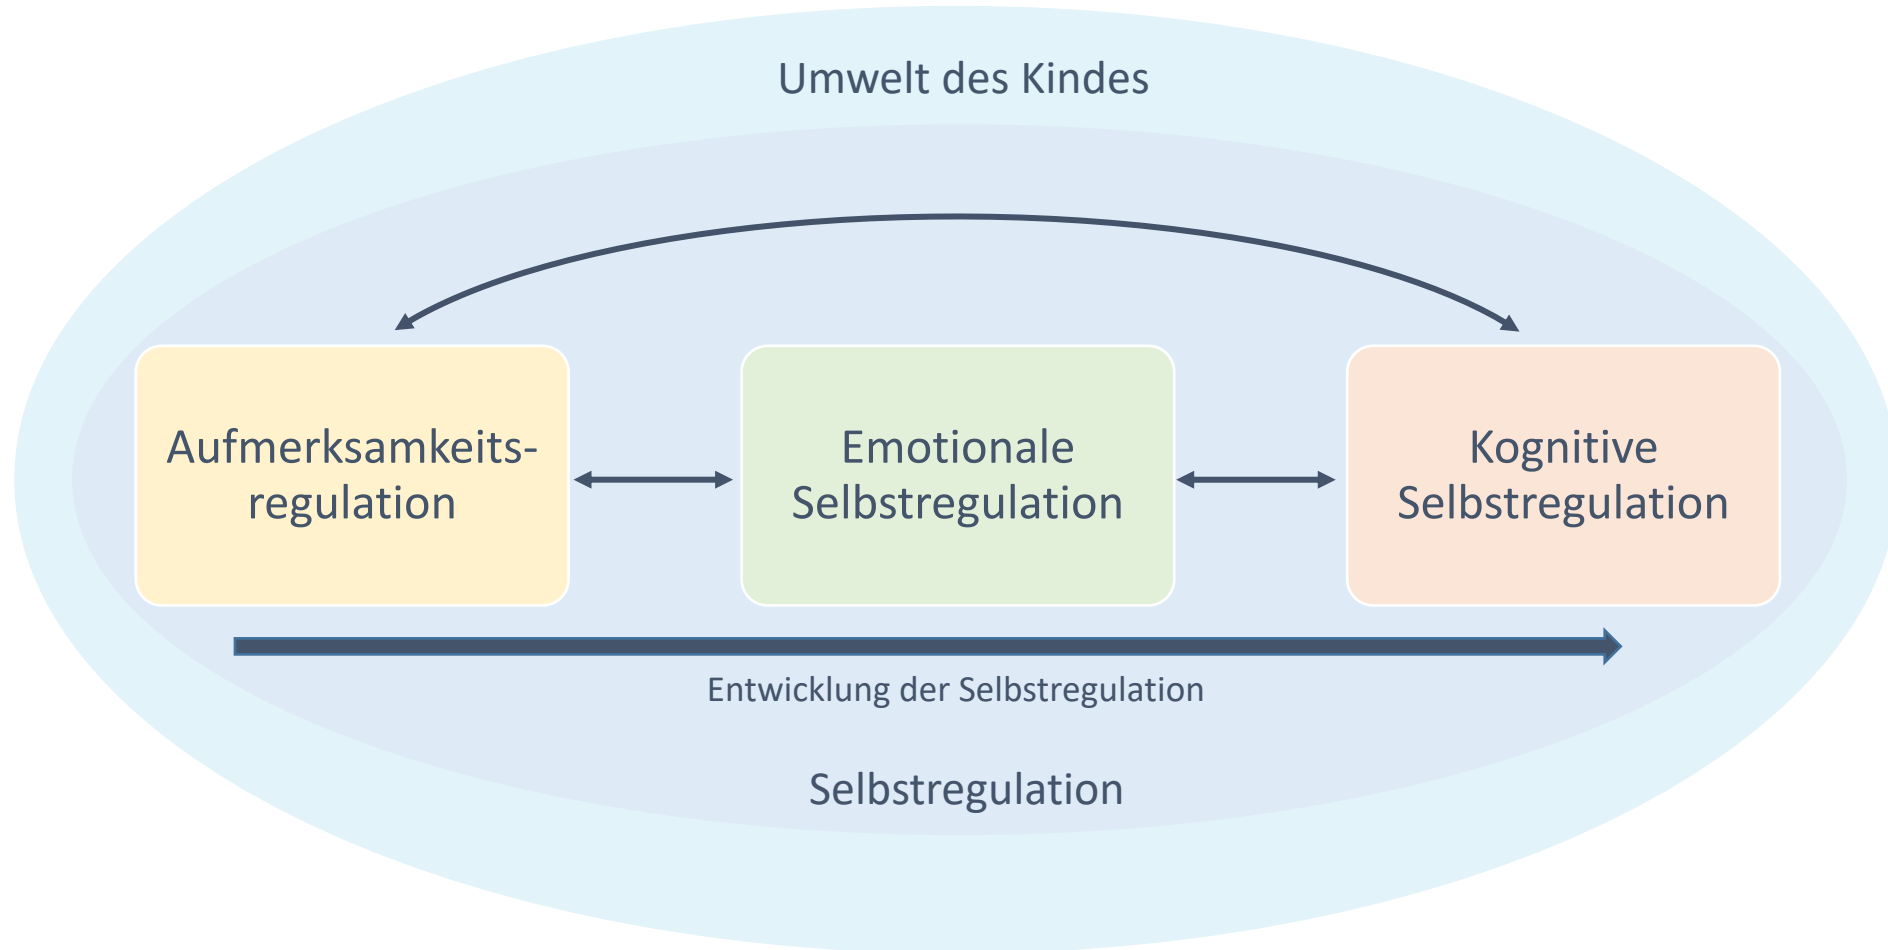 Umwelt des Kindes
Aufmerksamkeits-
regulation
Emotionale
Selbstregulation
Kognitive
Selbstregulation
Entwicklung der Selbstregulation
Selbstregulation